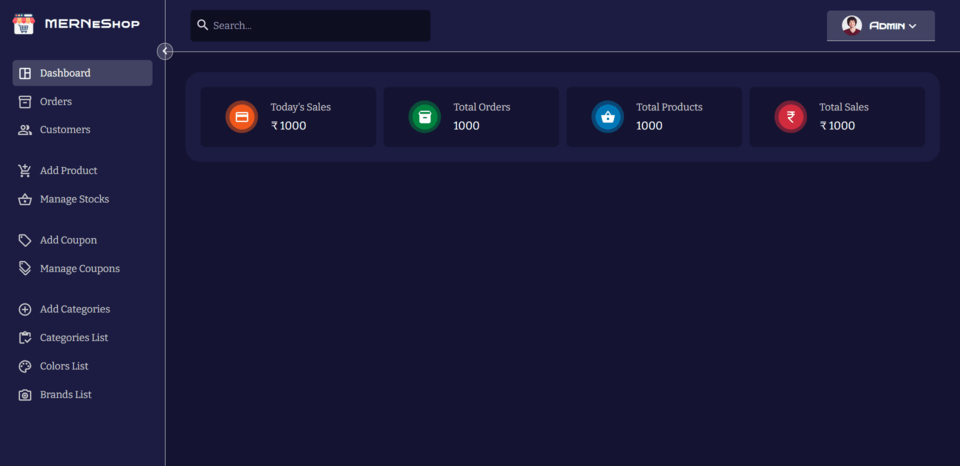 MERNeShop
Search...
Admin
Dashboard
Orders
Customers
Add Product
Manage Stocks
Add Coupon
Manage Coupons
Add Categories
Categories List
Colors List
Brands List
Today's Sales
₹ 1000
Total Orders
1000
Total Products
1000
Total Sales
₹ 1000